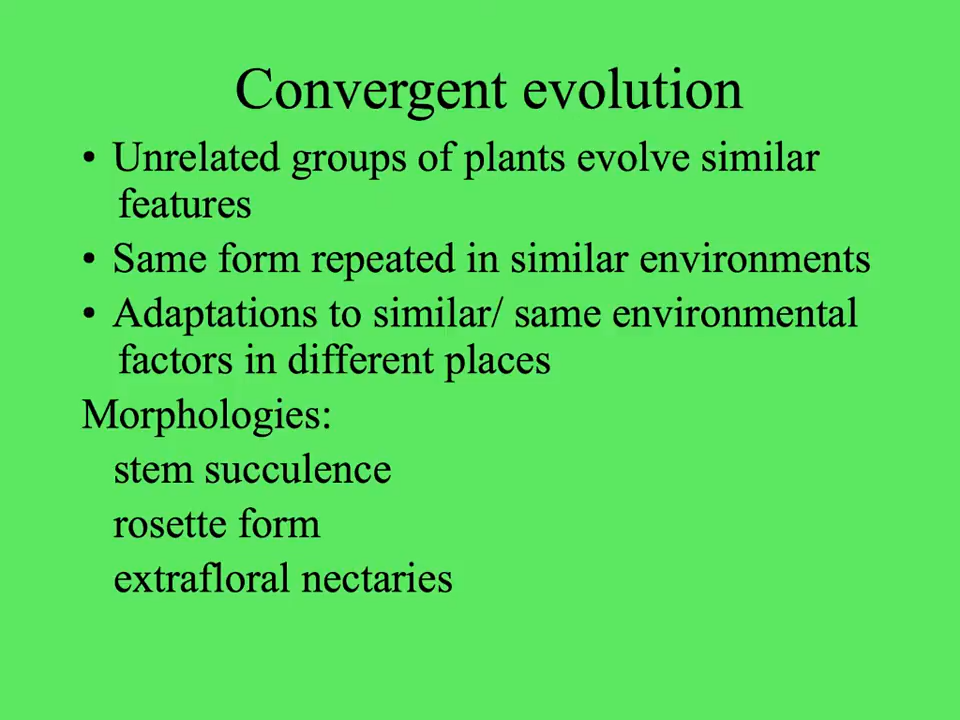 Convergent evolution
• Unrelated groups of plants evolve similar
features
• Same form repeated in similar environments
• Adaptations to similar/ same environmental
factors in different places
Morphologies:
stem succulence
rosette form
extrafloral nectaries